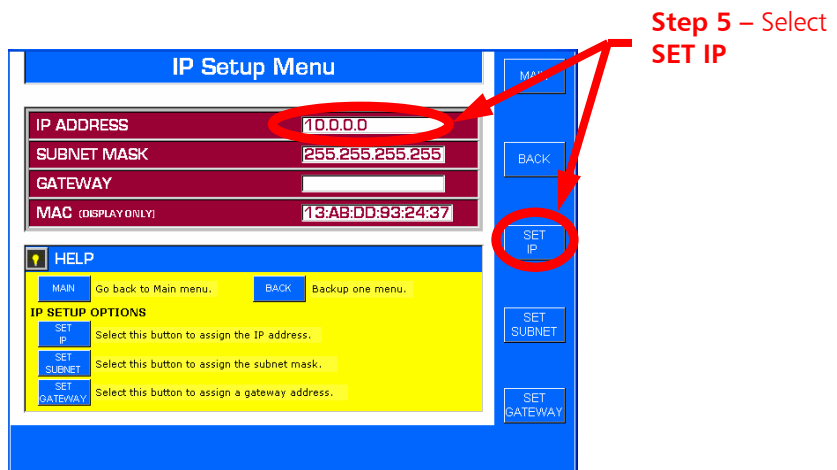 Step 5 – Select
SET IP
IP Setup Menu
MAIN
IP ADDRESS 10.0.0.0
SUBNET MASK 255.255.255.255
BACK
GATEWAY
MAC (DISPLAY ONLY) 13:AB:DD:93:24:37
SET
IP
HELP
MAIN Go back to Main menu. BACK Backup one menu.
IP SETUP OPTIONS
SET
IP
Select this button to assign the IP address.
SET
SUBNET
Select this button to assign the subnet mask.
SET
GATEWAY
Select this button to assign a gateway address.
SET
SUBNET
SET
GATEWAY